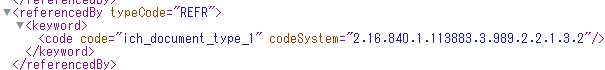 </referencedBy>
▼<referencedBy typeCode="REFR">
▼<keyword>
<code code="ich_document_type_1" codeSystem="2.16.840.1.113883.3.989.2.2.1.3.2"/>
</keyword>
</referencedBy>